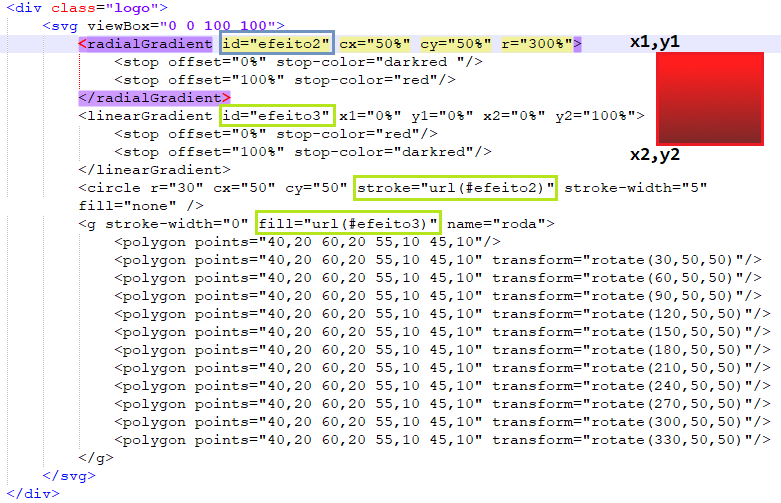 <div class="logo">
<svg viewBox="0 0 100 100">
<radialGradient id="efeito2" cx="50%" cy="50%" r="300%">
<stop offset="0%" stop-color="darkred "/>
<stop offset="100%" stop-color="red"/>
</radialGradient>
<linearGradient id="efeito3" x1="0%" y1="0%" x2="0%" y2="100%">
<stop offset="0%" stop-color="red"/>
<stop offset="100%" stop-color="darkred"/>
</linearGradient>
<circle r="30" cx="50" cy="50" stroke="url(#efeito2)" stroke-width="5"
fill="none" />
<g stroke-width="0" fill="url(#efeito3)" name="roda">
<polygon points="40,20 60,20 55,10 45,10"/>
<polygon points="40,20 60,20 55,10 45,10" transform="rotate(30,50,50)"/>
<polygon points="40,20 60,20 55,10 45,10" transform="rotate(60,50,50)"/>
<polygon points="40,20 60,20 55,10 45,10" transform="rotate(90,50,50)"/>
<polygon points="40,20 60,20 55,10 45,10" transform="rotate(120,50,50)"/>
<polygon points="40,20 60,20 55,10 45,10" transform="rotate(150,50,50)"/>
<polygon points="40,20 60,20 55,10 45,10" transform="rotate(180,50,50)"/>
<polygon points="40,20 60,20 55,10 45,10" transform="rotate(210,50,50)"/>
<polygon points="40,20 60,20 55,10 45,10" transform="rotate(240,50,50)"/>
<polygon points="40,20 60,20 55,10 45,10" transform="rotate(270,50,50)"/>
<polygon points="40,20 60,20 55,10 45,10" transform="rotate(300,50,50)"/>
<polygon points="40,20 60,20 55,10 45,10" transform="rotate(330,50,50)"/>
</g>
</svg>
</div>
x1,y1
x2,y2